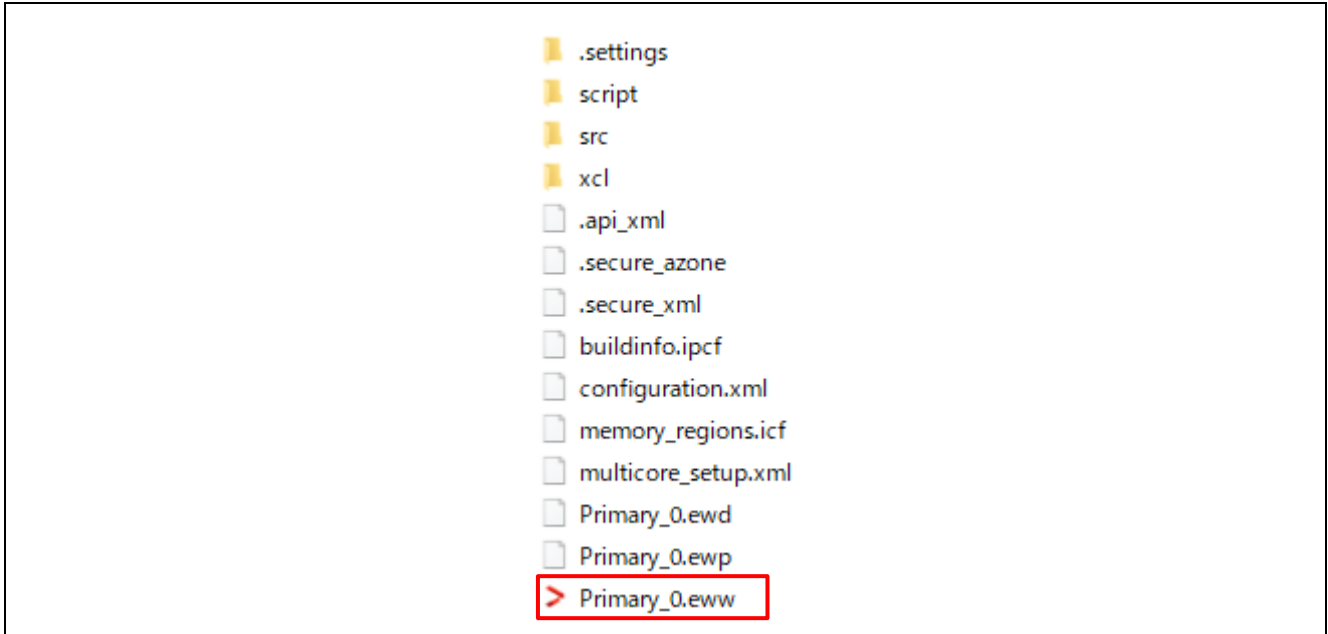 .settings
script
src
xcl
.api_xml
.secure_azone
.secure_xml
buildinfo.ipcf
configuration.xml
memory_regions.icf
multicore_setup.xml
Primary_0.ewd
Primary_0.ewp
Primary_0.eww